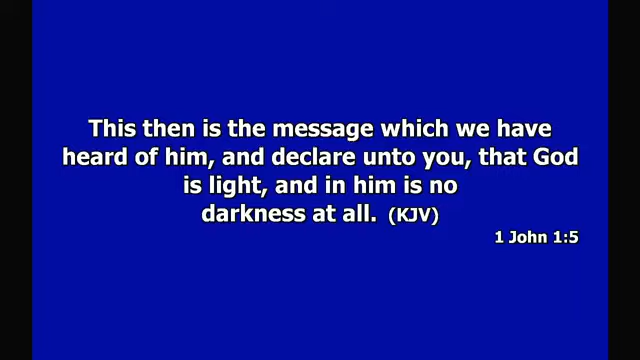 This then is the message which we have
heard of him, and declare unto you, that God
is light, and in him is no
darkness at all. (KJV)
1 John 1:5